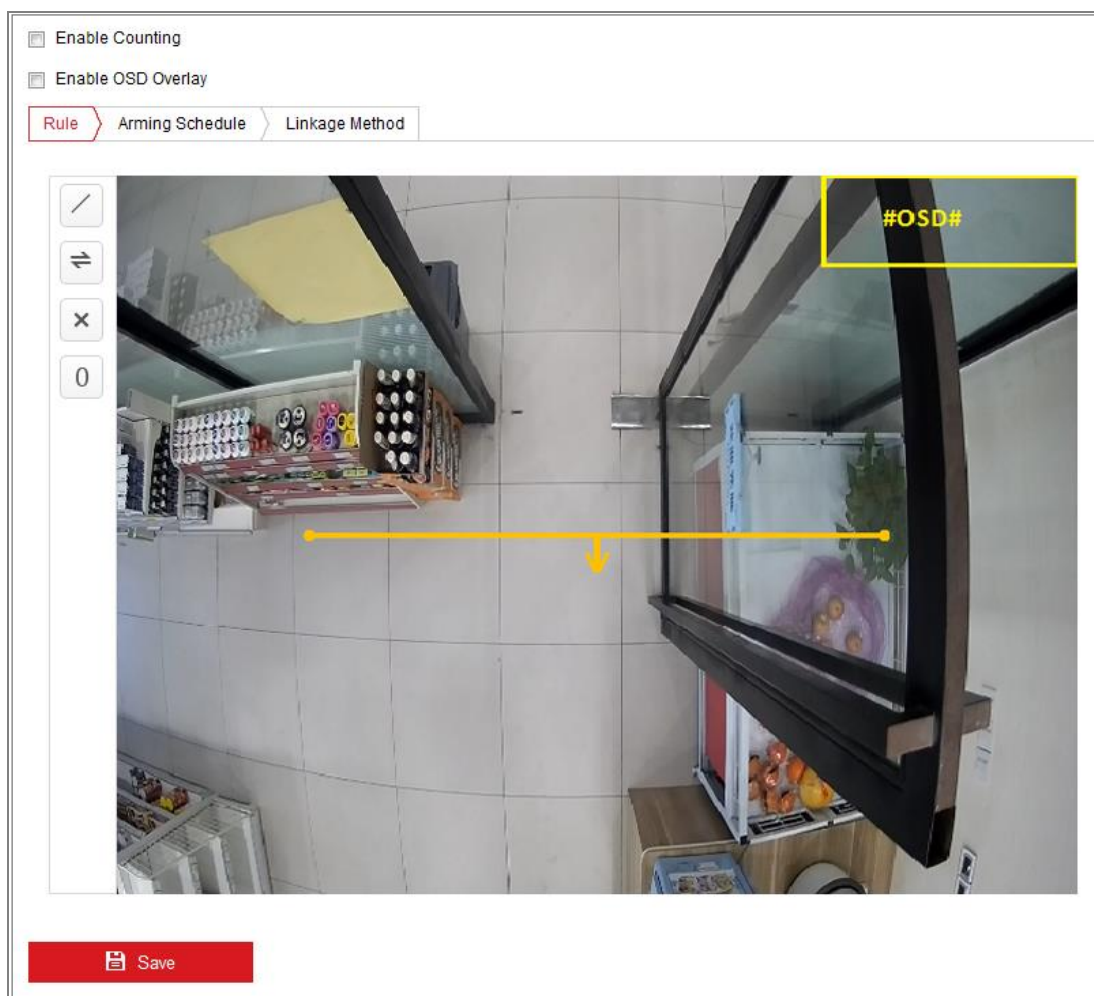 Enable Counting
Enable OSD Overlay
Rule Arming Schedule Linkage Method
#OSD#
0
Save